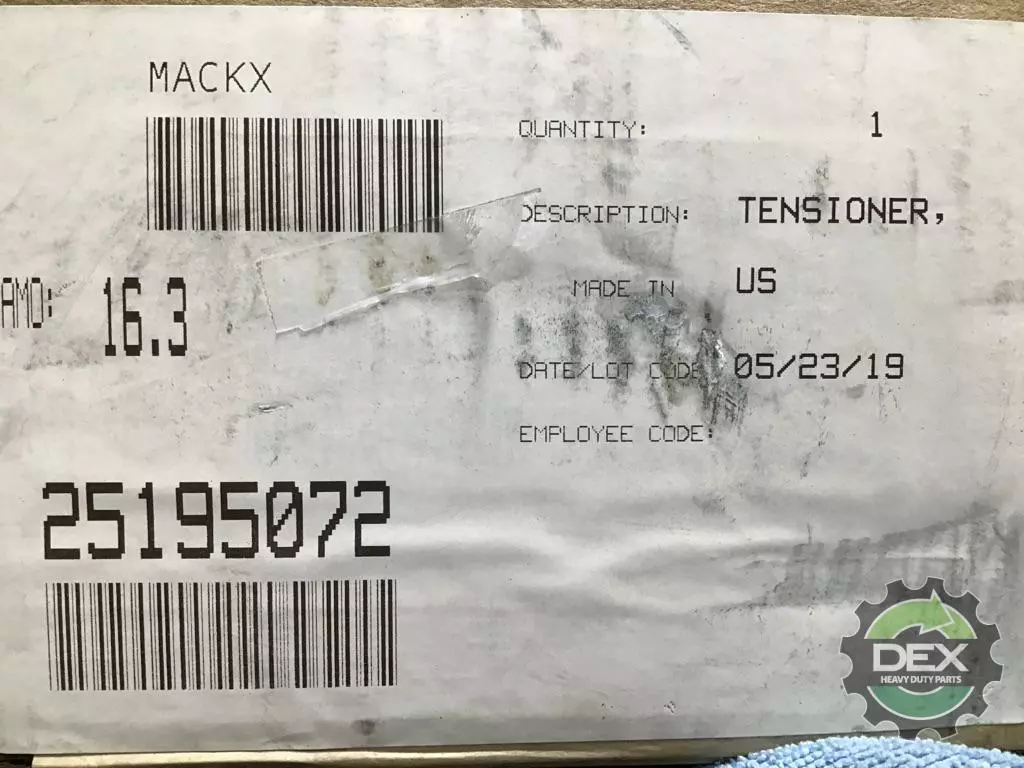 MACKX
QUANTITY: 1
DESCRIPTION: TENSIONER,
MADE IN US
AMO: 16.3
DATE/LOT CODE 05/23/19
EMPLOYEE CODE:
25195072
DEX
HEAVY DUTY PARTS